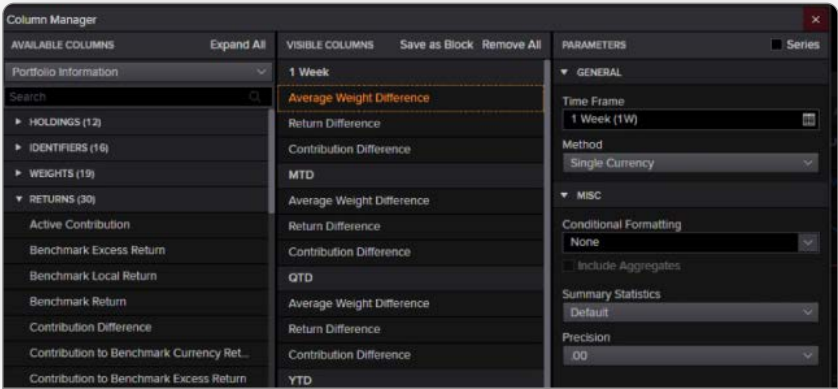 Column Manager
AVAILABLE COLUMNS Expand All
Portfolio Information
Search
HOLDINGS (12)
IDENTIFIERS (16)
WEIGHTS (19)
RETURNS (30)
Active Contribution
Benchmark Excess Return
Benchmark Local Return
Benchmark Return
Contribution Difference
Contribution to Benchmark Currency Ret...
Contribution to Benchmark Excess Return
VISIBLE COLUMNS Save as Block Remove All
1 Week
Average Weight Difference
Return Difference
Contribution Difference
MTD
Average Weight Difference
Return Difference
Contribution Difference
QTD
Average Weight Difference
Return Difference
Contribution Difference
YTD
PARAMETERS Series
GENERAL
Time Frame
1 Week (1W)
Method
Single Currency
MISC
Conditional Formatting
None
Include Aggregates
Summary Statistics
Default
Precision
.00